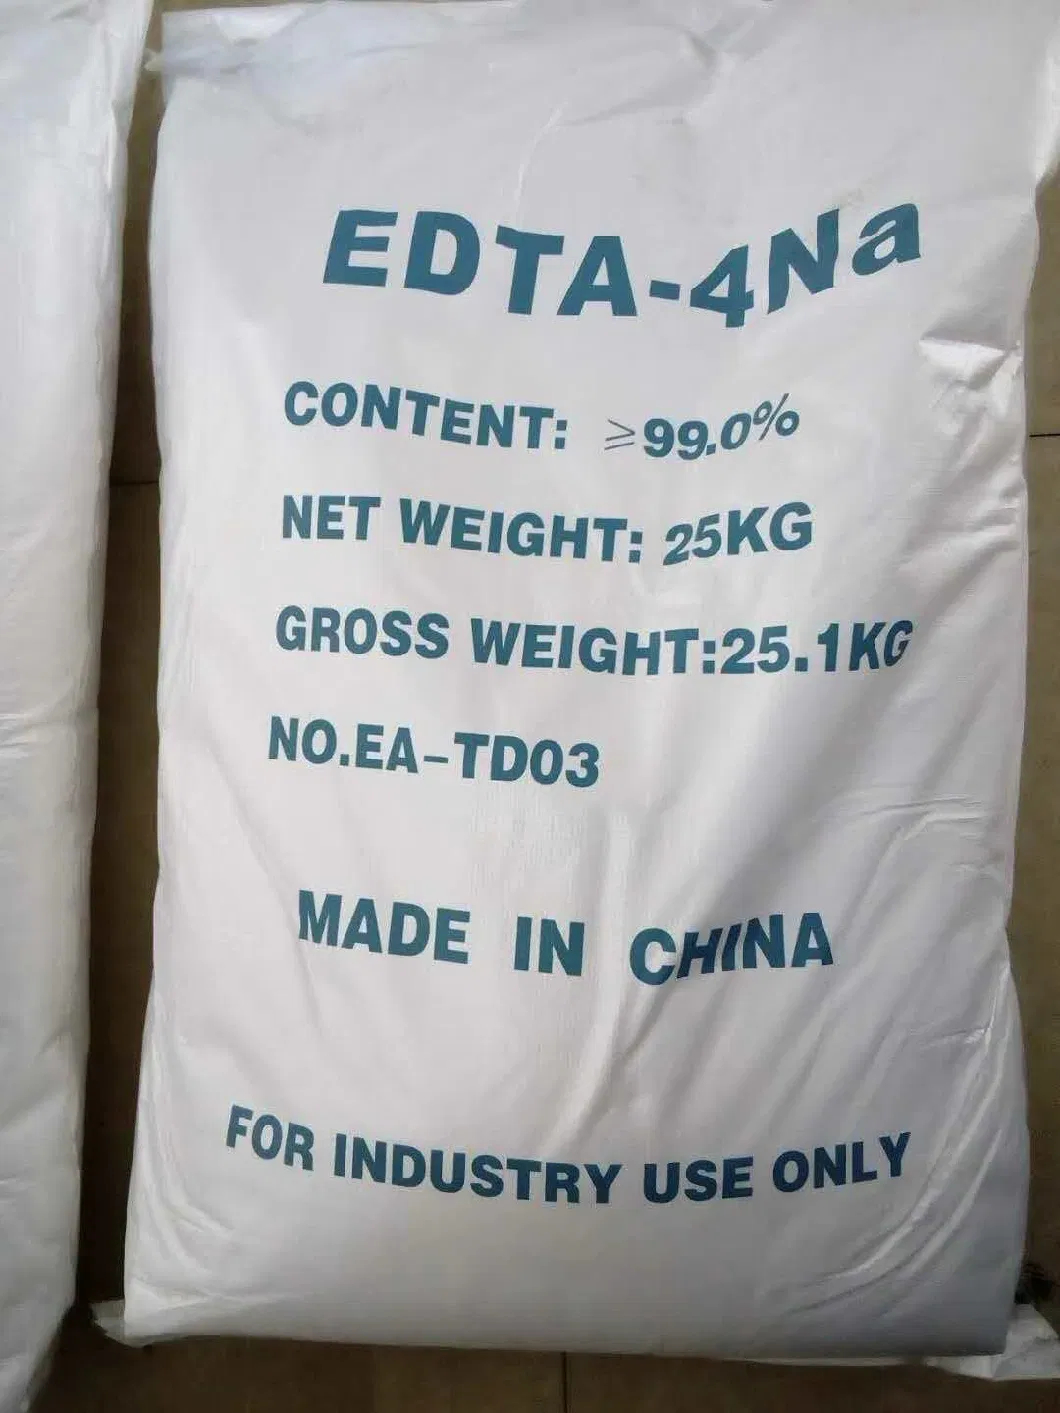 EDTA-4Na
CONTENT: ≥99.0%
NET WEIGHT: 25KG
GROSS WEIGHT:25.1KG
NO.EA-TD03
MADE IN CHINA
FOR INDUSTRY USE ONLY